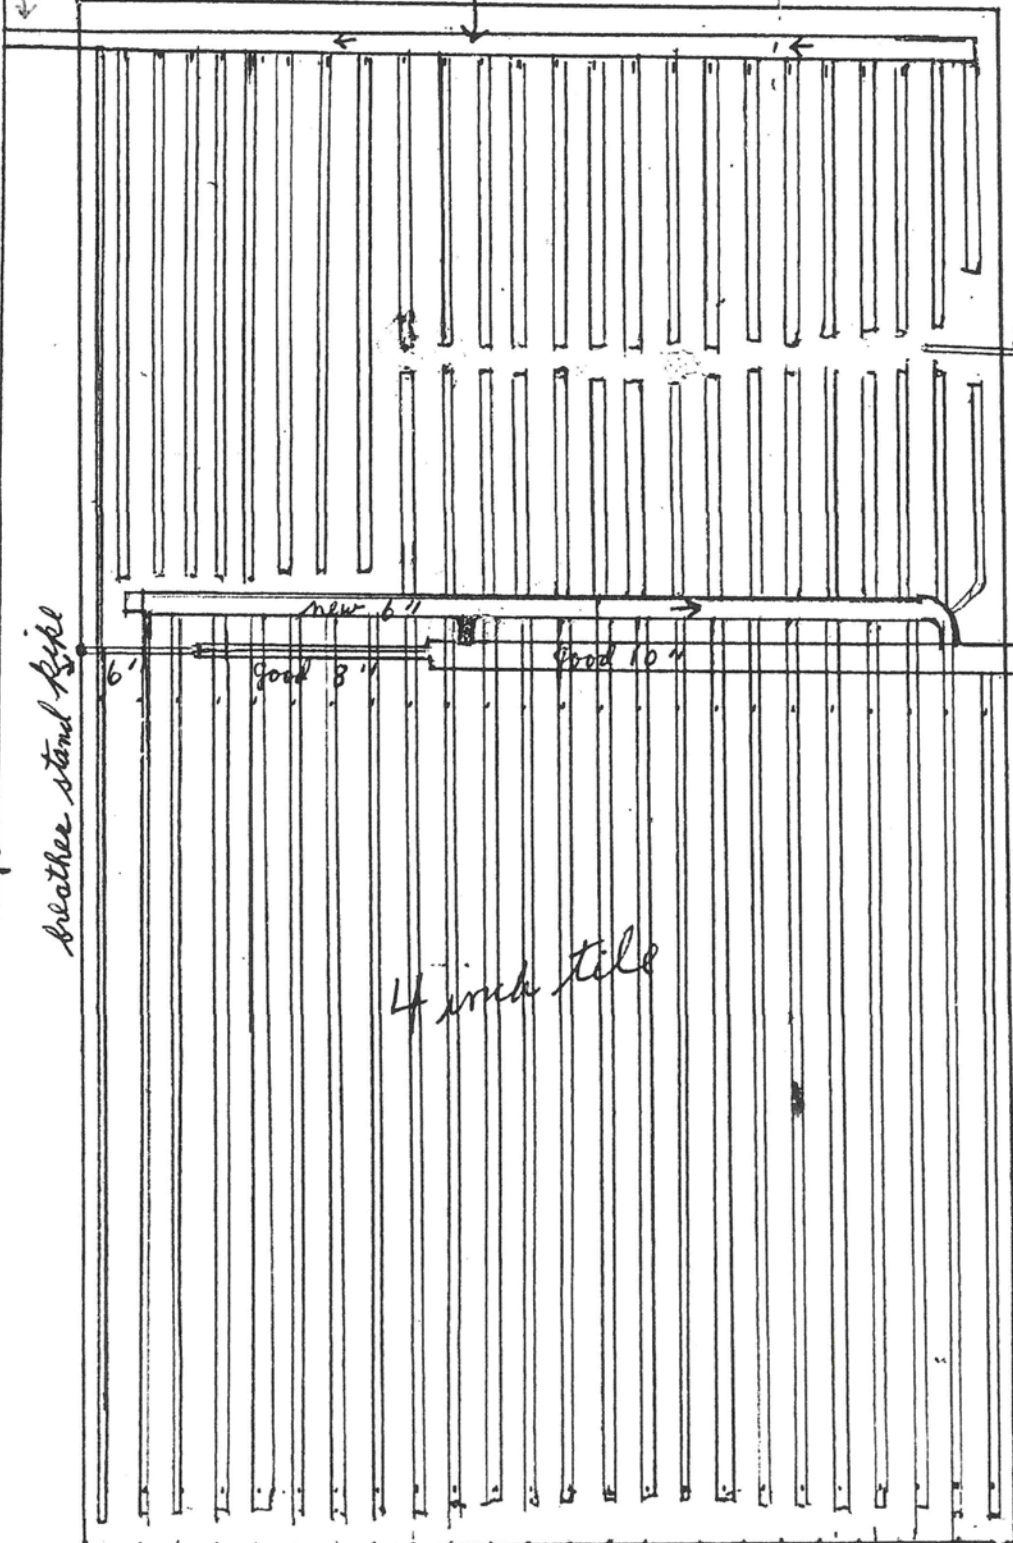 new 6"
6"
good 8"
good 10"
breather stand pipe
4 inch tile